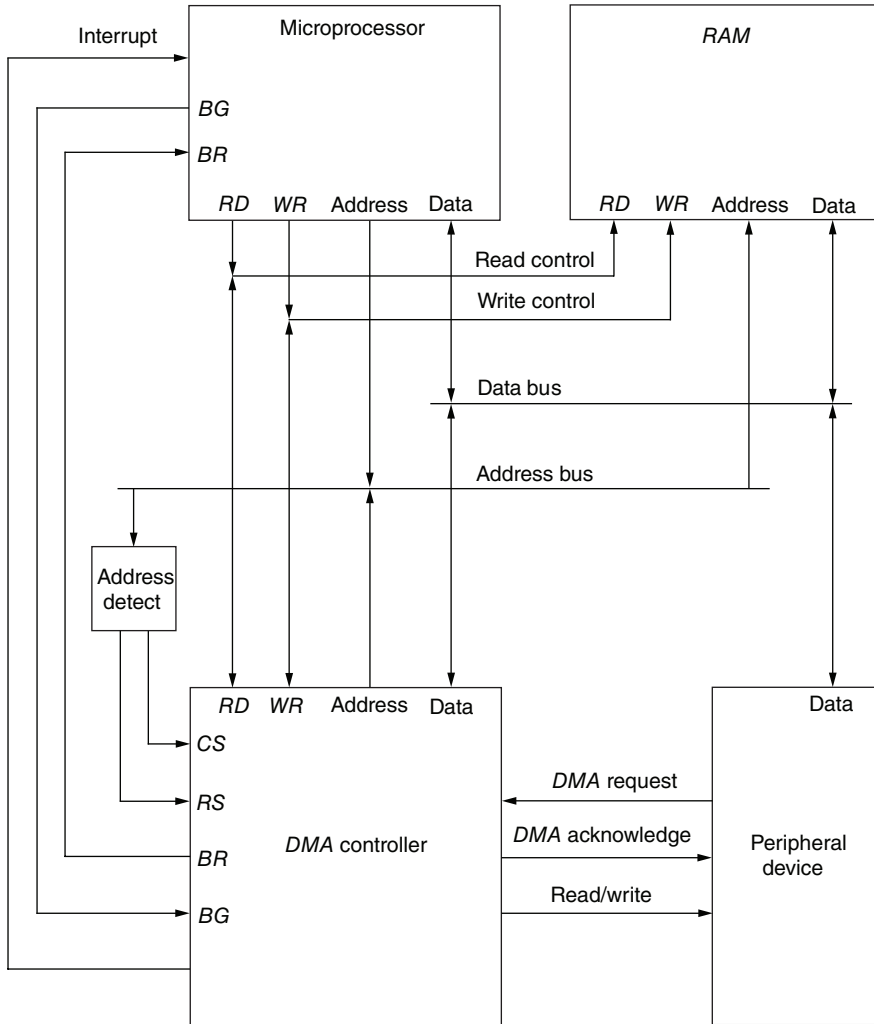 Interrupt
Microprocessor
BG
BR
RD WR Address Data
RAM
RD WR Address Data
Read control
Write control
Data bus
Address bus
Address
detect
RD WR Address Data
CS
RS
BR
BG
DMA controller
DMA request
DMA acknowledge
Read/write
Data
Peripheral
device